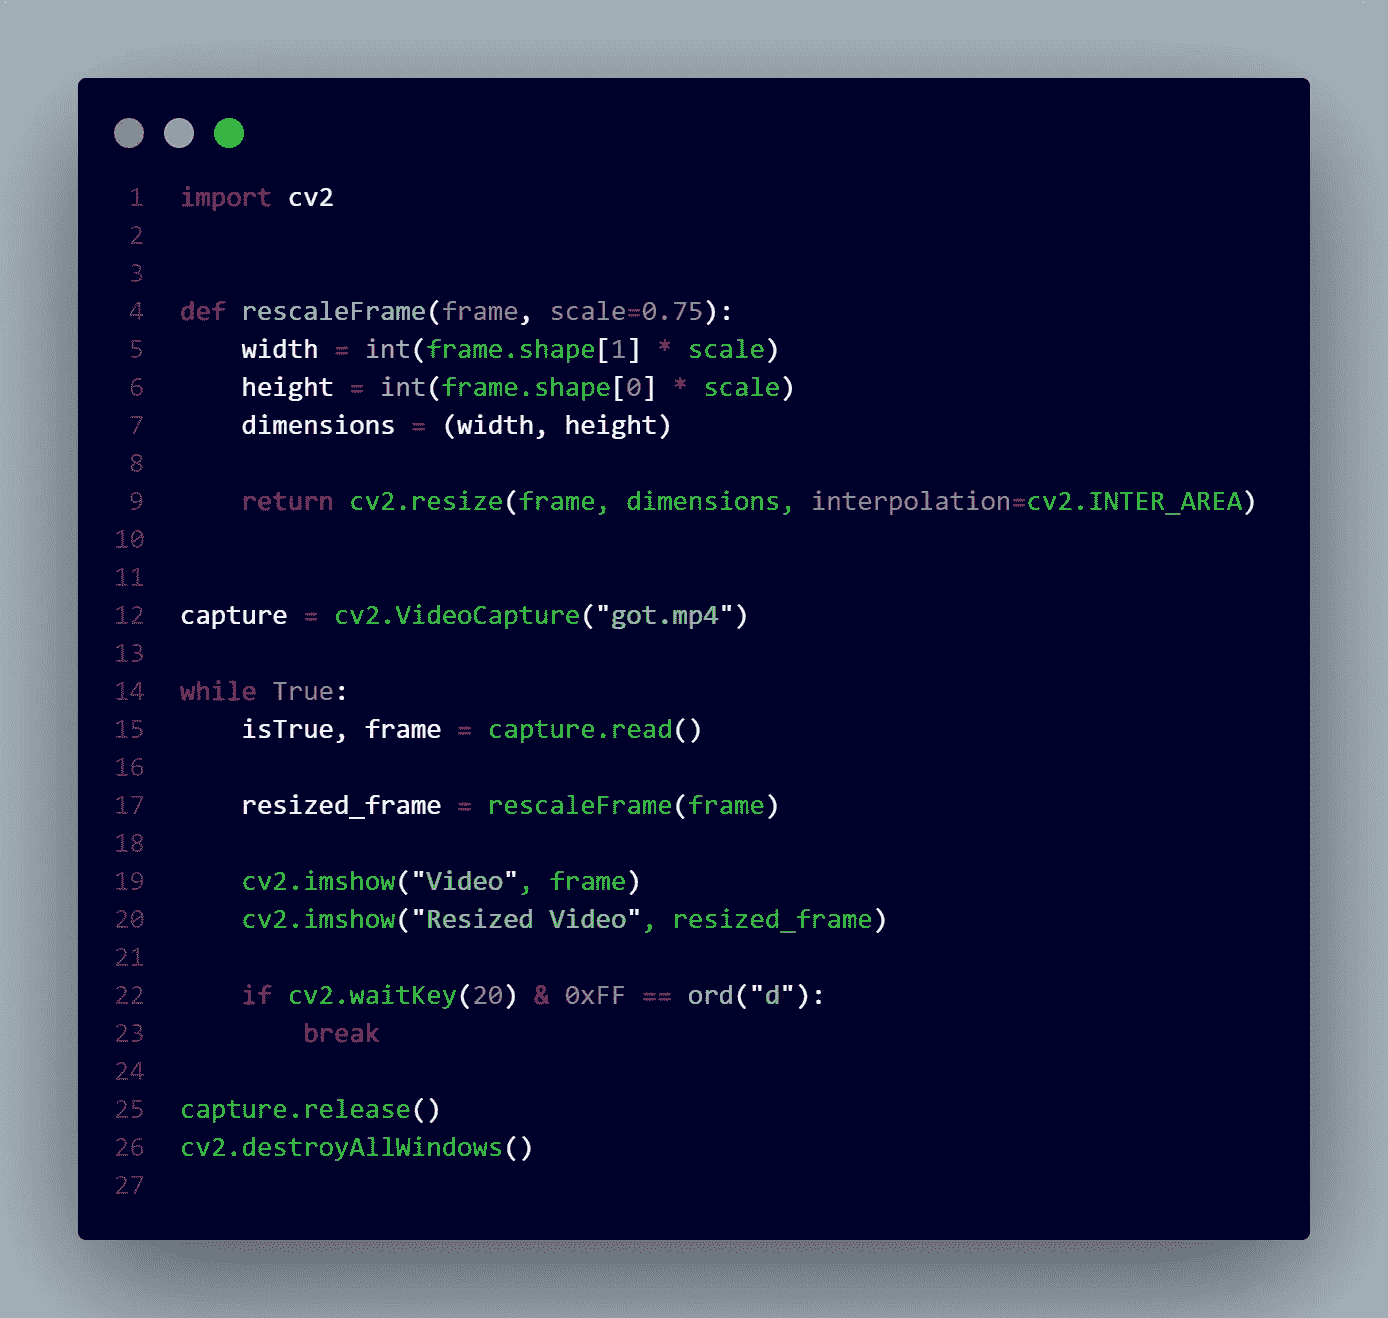 1 import cv2
2
3
4 def rescaleFrame(frame, scale=0.75):
5     width = int(frame.shape[1] * scale)
6     height = int(frame.shape[0] * scale)
7     dimensions = (width, height)
8
9     return cv2.resize(frame, dimensions, interpolation=cv2.INTER_AREA)
10
11
12 capture = cv2.VideoCapture("got.mp4")
13
14 while True:
15     isTrue, frame = capture.read()
16
17     resized_frame = rescaleFrame(frame)
18
19     cv2.imshow("Video", frame)
20     cv2.imshow("Resized Video", resized_frame)
21
22     if cv2.waitKey(20) & 0xFF == ord("d"):
23         break
24
25 capture.release()
26 cv2.destroyAllWindows()
27